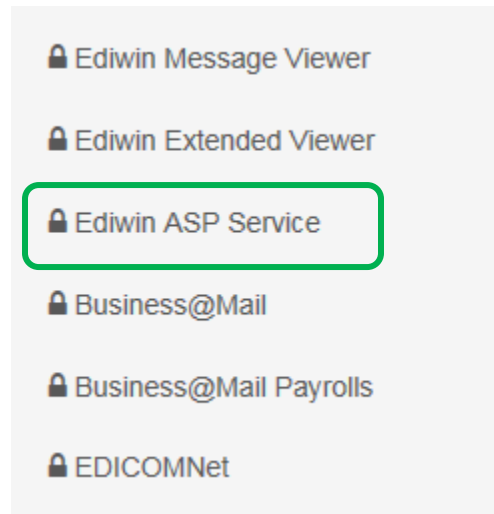 Ediwin Message Viewer
Ediwin Extended Viewer
Ediwin ASP Service
Business@Mail
Business@Mail Payrolls
EDICOMNet